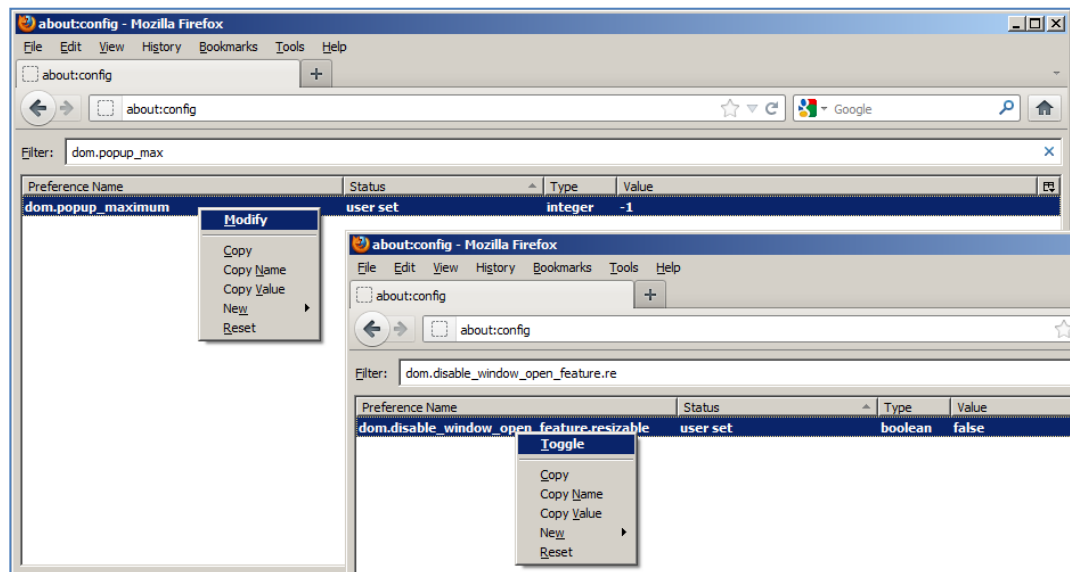 about:config - Mozilla Firefox
File Edit View History Bookmarks Tools Help
about:config +
about:config Google
Filter: dom.popup_max
Preference Name Status Type Value
dom.popup_maximum user set integer -1
Modify
Copy
Copy Name
Copy Value
New
Reset
about:config - Mozilla Firefox
File Edit View History Bookmarks Tools Help
about:config +
about:config
Filter: dom.disable_window_open_feature.re
Preference Name Status Type Value
dom.disable_window_open_feature.resizable user set boolean false
Toggle
Copy
Copy Name
Copy Value
New
Reset